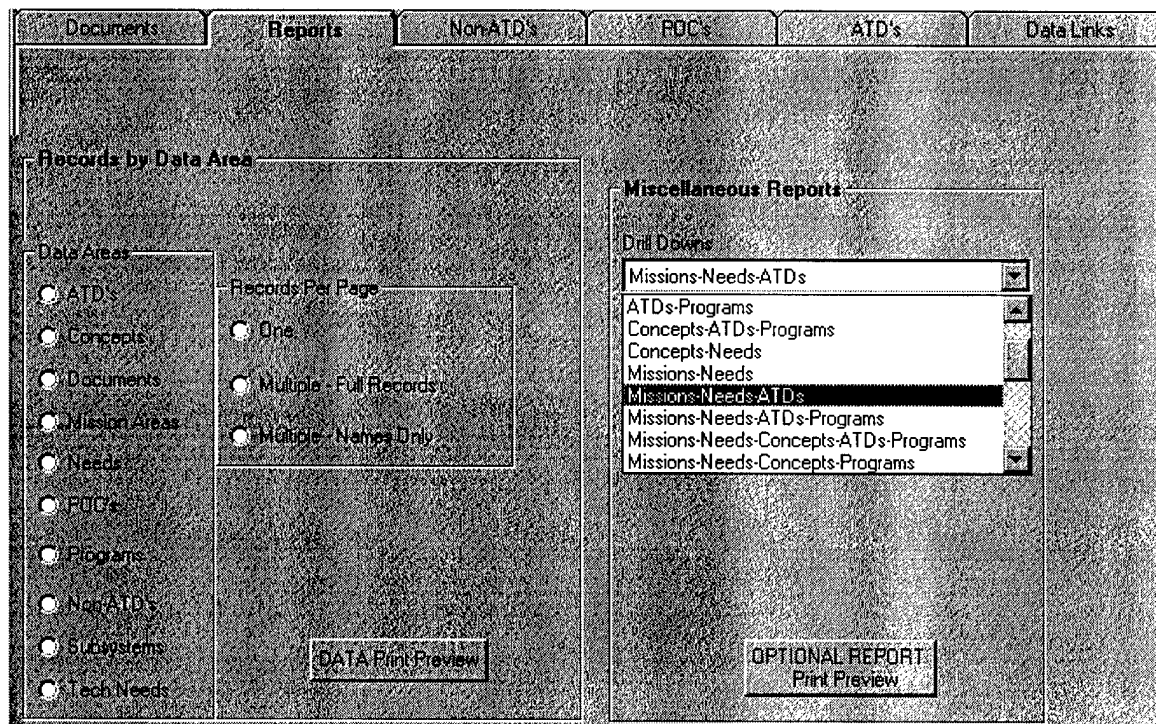 Documents Reports Non-ATD's POC's ATD's Data Links
Records by Data Area
Data Areas
ATD's
Concepts
Documents
Mission Areas
Needs
POC's
Programs
Non-ATD's
Subsystems
Tech Needs
Records Per Page
One
Multiple - Full Records
Multiple - Names Only
DATA Print Preview
Miscellaneous Reports
Drill Downs
Missions-Needs-ATDs
ATDs-Programs
Concepts-ATDs-Programs
Concepts-Needs
Missions-Needs
Missions-Needs-ATDs
Missions-Needs-ATDs-Programs
Missions-Needs-Concepts-ATDs-Programs
Missions-Needs-Concepts-Programs
OPTIONAL REPORT
Print Preview